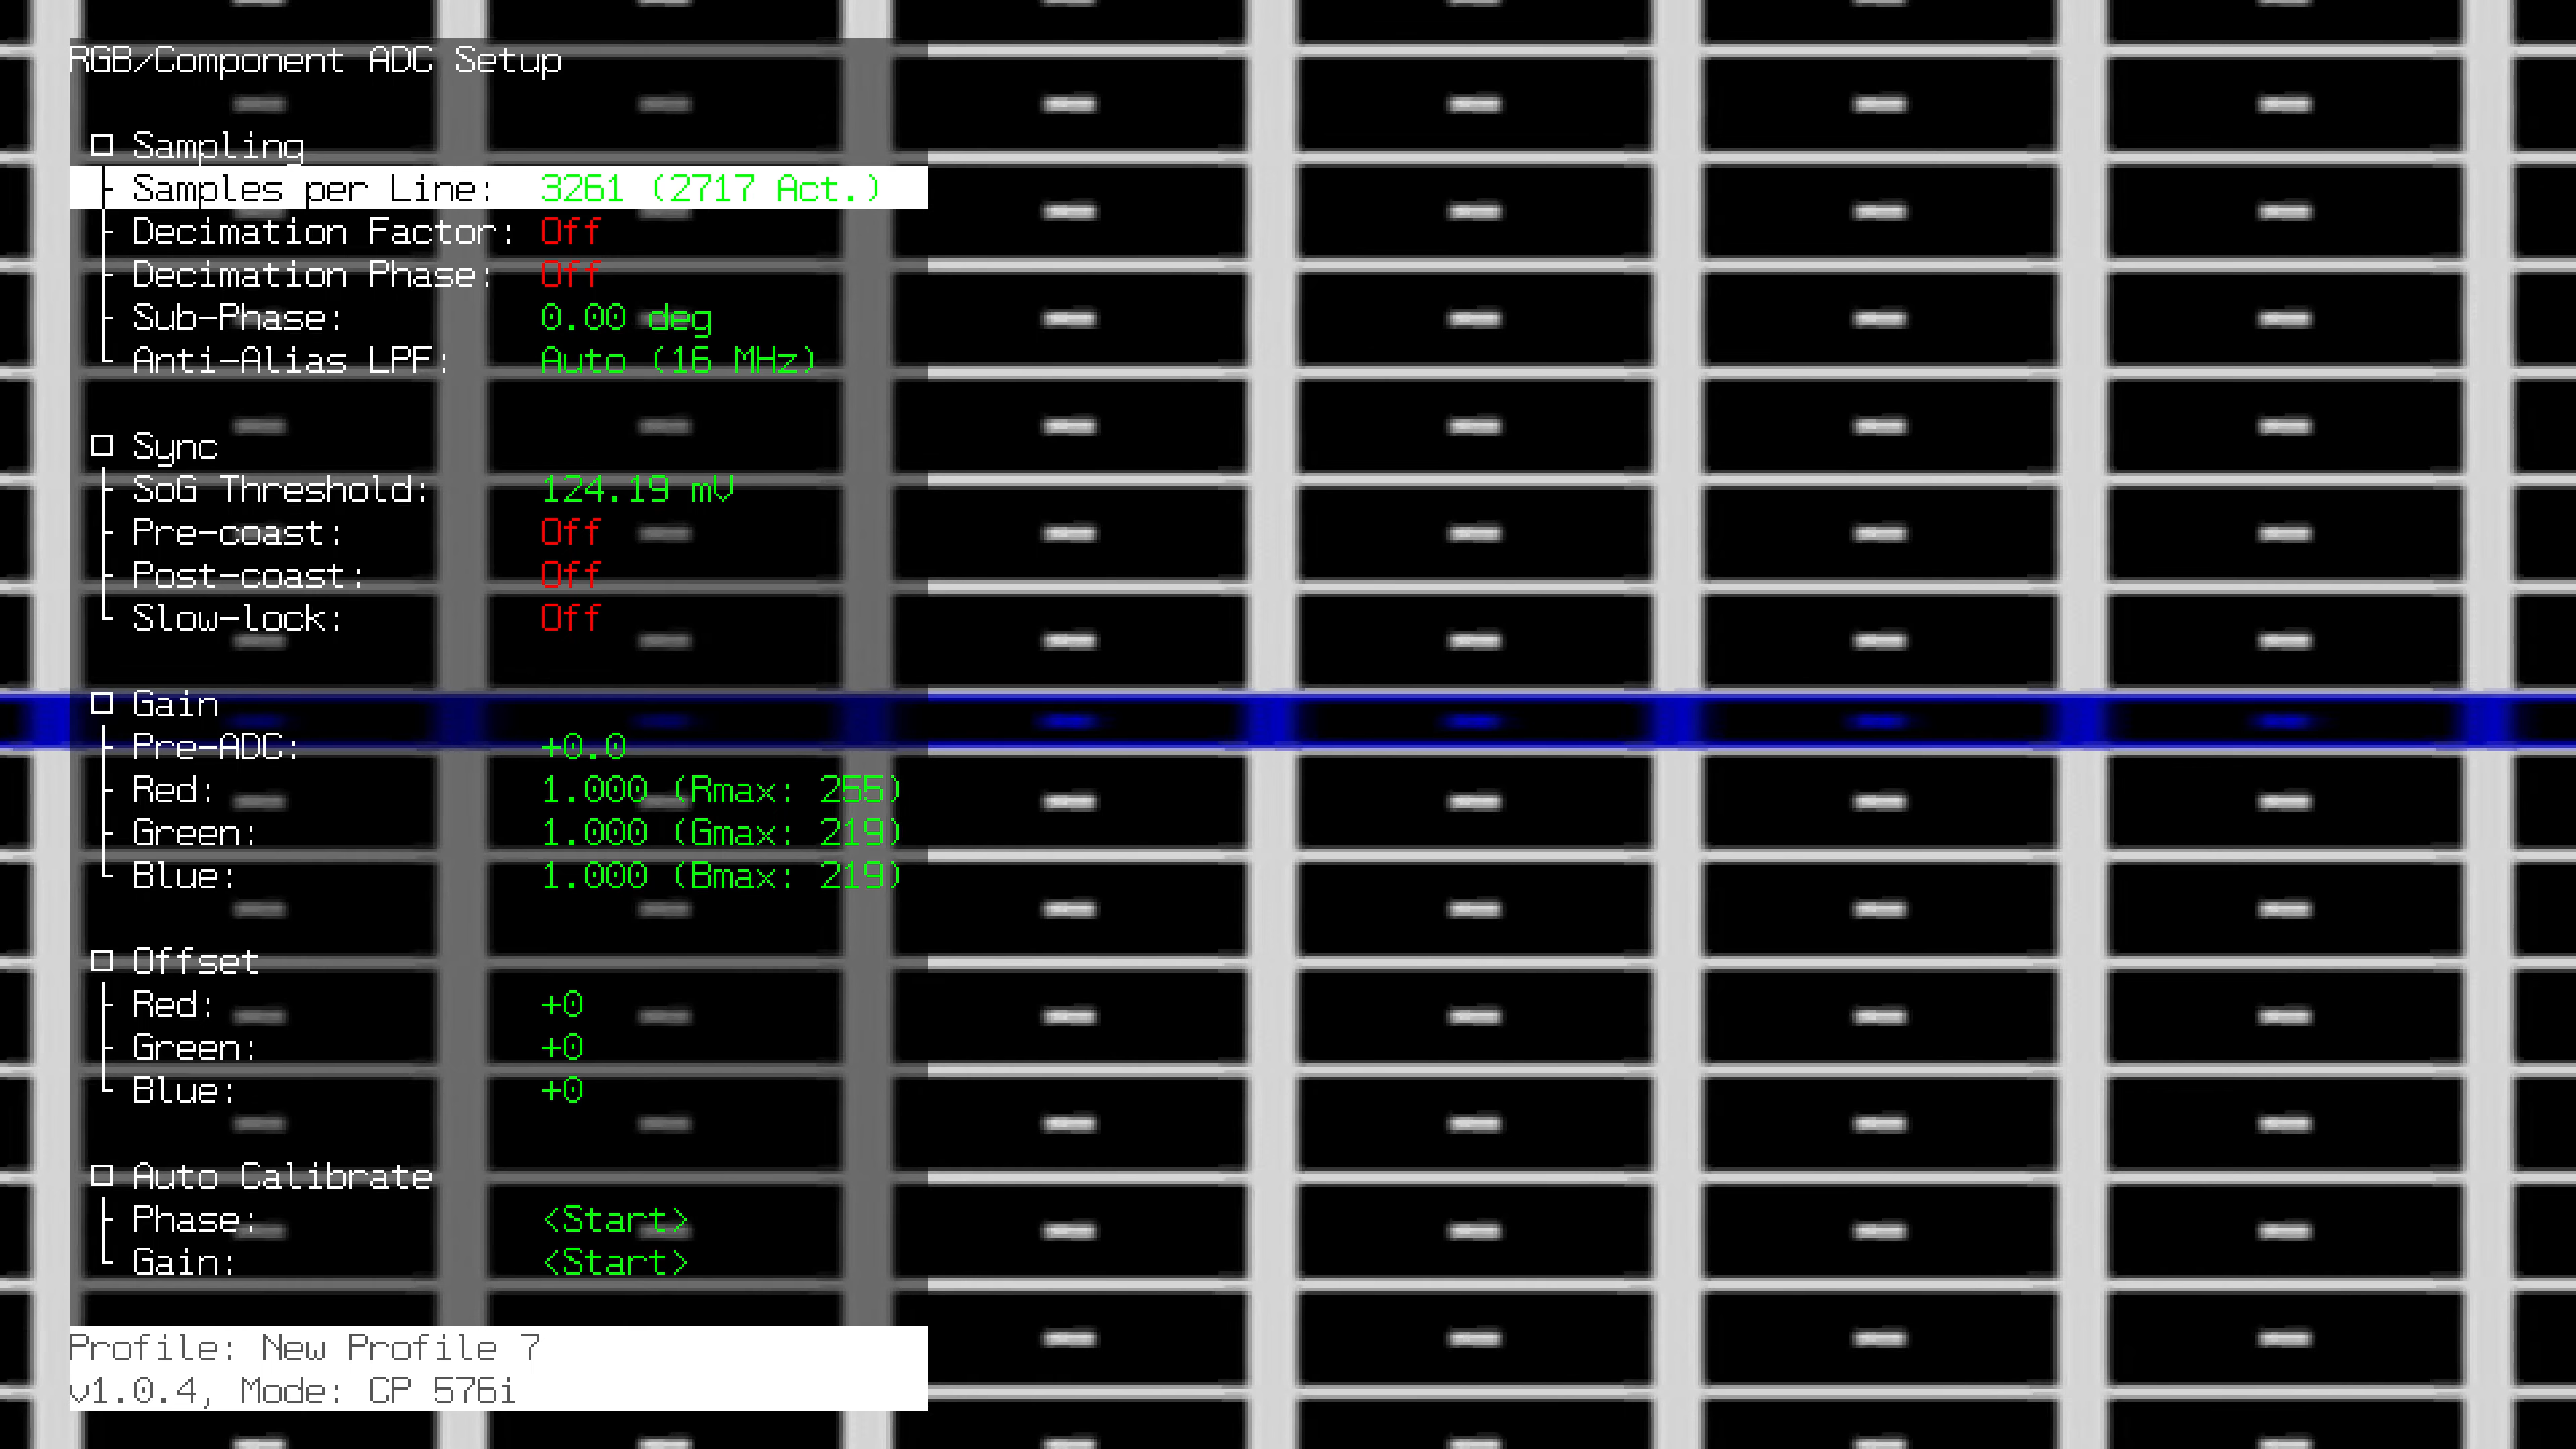 RGB/Component ADC Setup
Sampling
Samples per Line: 3261 (2717 Act.)
Decimation Factor: Off
Decimation Phase: Off
Sub-Phase: 0.00 deg
Anti-Alias LPF: Auto (16 MHz)
Sync
SoG Threshold: 124.19 mV
Pre-coast: Off
Post-coast: Off
Slow-lock: Off
Gain
Pre-ADC: +0.0
Red: 1.000 (Rmax: 255)
Green: 1.000 (Gmax: 219)
Blue: 1.000 (Bmax: 219)
Offset
Red: +0
Green: +0
Blue: +0
Auto Calibrate
Phase: <Start>
Gain: <Start>
Profile: New Profile 7
v1.0.4, Mode: CP 576i